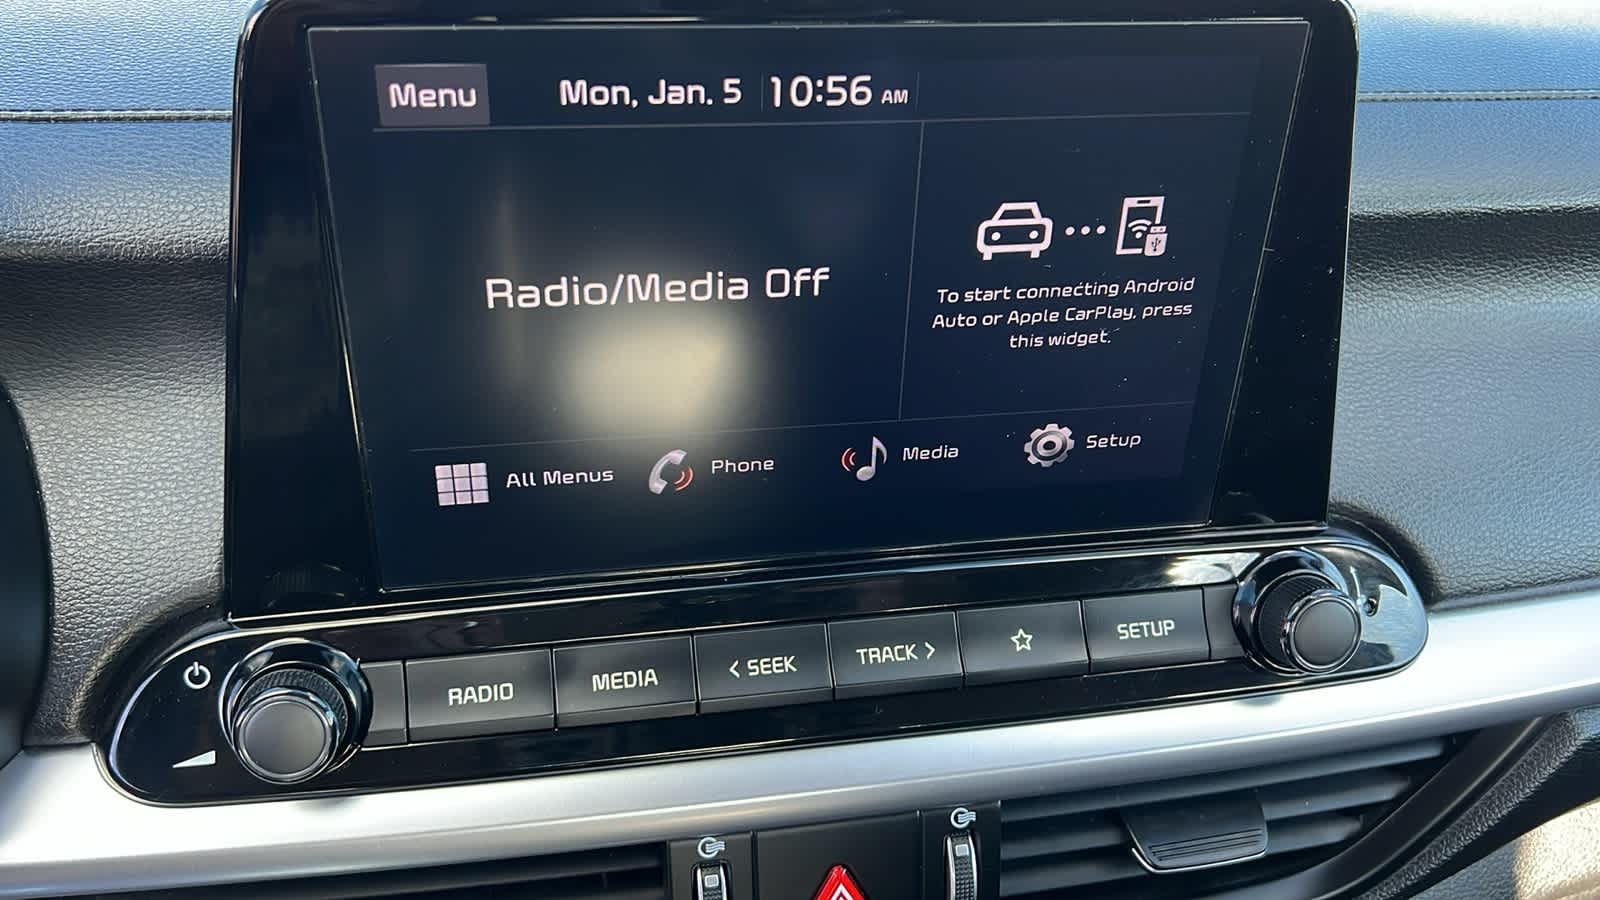 Menu Mon, Jan. 5 10:56 AM
Radio/Media Off
To start connecting Android
Auto or Apple CarPlay, press
this widget.
All Menus Phone Media Setup
RADIO MEDIA < SEEK TRACK > SETUP